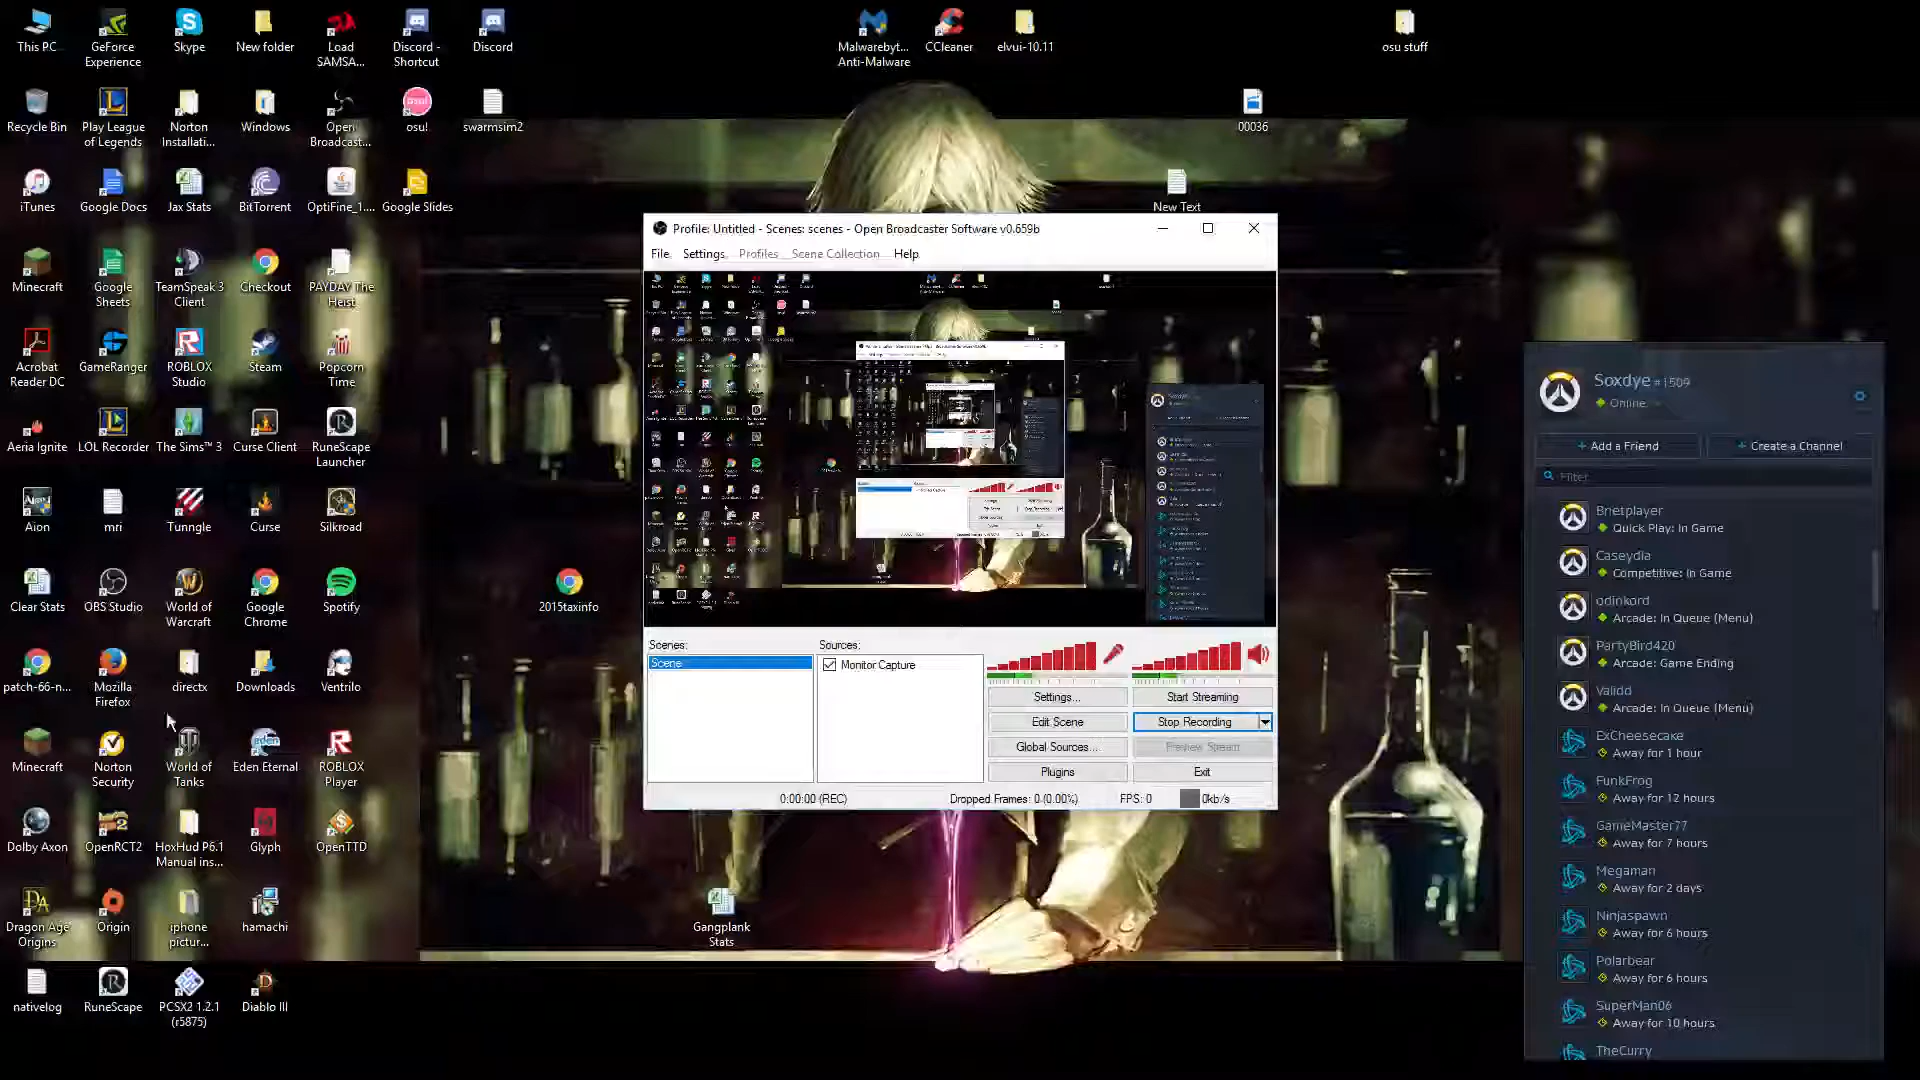 This PC
GeForce
Experience
Skype
New folder
Load
SAMSA...
Discord -
Shortcut
Discord
Malwarebyt...
Anti-Malware
CCleaner
elvui-10.11
osu stuff
Recycle Bin
Play League
of Legends
Norton
Installati...
Windows
Open
Broadcast...
osu!
swarmsim2
00036
iTunes
Google Docs
Jax Stats
BitTorrent
OptiFine_1....
Google Slides
New Text
Minecraft
Google
Sheets
TeamSpeak 3
Client
Checkout
PAYDAY The
Heist
Acrobat
Reader DC
GameRanger
ROBLOX
Studio
Steam
Popcorn
Time
Aeria Ignite
LOL Recorder
The Sims™ 3
Curse Client
RuneScape
Launcher
Aion
mri
Tunngle
Curse
Silkroad
Clear Stats
OBS Studio
World of
Warcraft
Google
Chrome
Spotify
2015taxinfo
patch-66-n...
Mozilla
Firefox
directx
Downloads
Ventrilo
Minecraft
Norton
Security
World of
Tanks
Eden Eternal
ROBLOX
Player
Dolby Axon
OpenRCT2
HoxHud P6.1
Manual ins...
Glyph
OpenTTD
Dragon Age
Origins
Origin
iphone
pictur...
hamachi
Gangplank
Stats
nativelog
RuneScape
PCSX2 1.2.1
(r5875)
Diablo III
Profile: Untitled - Scenes: scenes - Open Broadcaster Software v0.659b
File Settings Profiles Scene Collection Help
Scenes:
Scene
Sources:
Monitor Capture
Settings...
Start Streaming
Edit Scene
Stop Recording
Global Sources...
Preview Stream
Plugins
Exit
0:00:00 (REC)
Dropped Frames: 0 (0.00%)
FPS: 0
0kb/s
Soxdye #1509
Online
+ Add a Friend
+ Create a Channel
Filter
Bnetplayer
Quick Play: In Game
Caseydia
Competitive: In Game
odinkord
Arcade: In Queue (Menu)
PartyBird420
Arcade: Game Ending
Validd
Arcade: In Queue (Menu)
ExCheesecake
Away for 1 hour
FunkFrog
Away for 12 hours
GameMaster77
Away for 7 hours
Megaman
Away for 2 days
Ninjaspawn
Away for 6 hours
Polarbear
Away for 6 hours
SuperMan06
Away for 10 hours
TheCurry